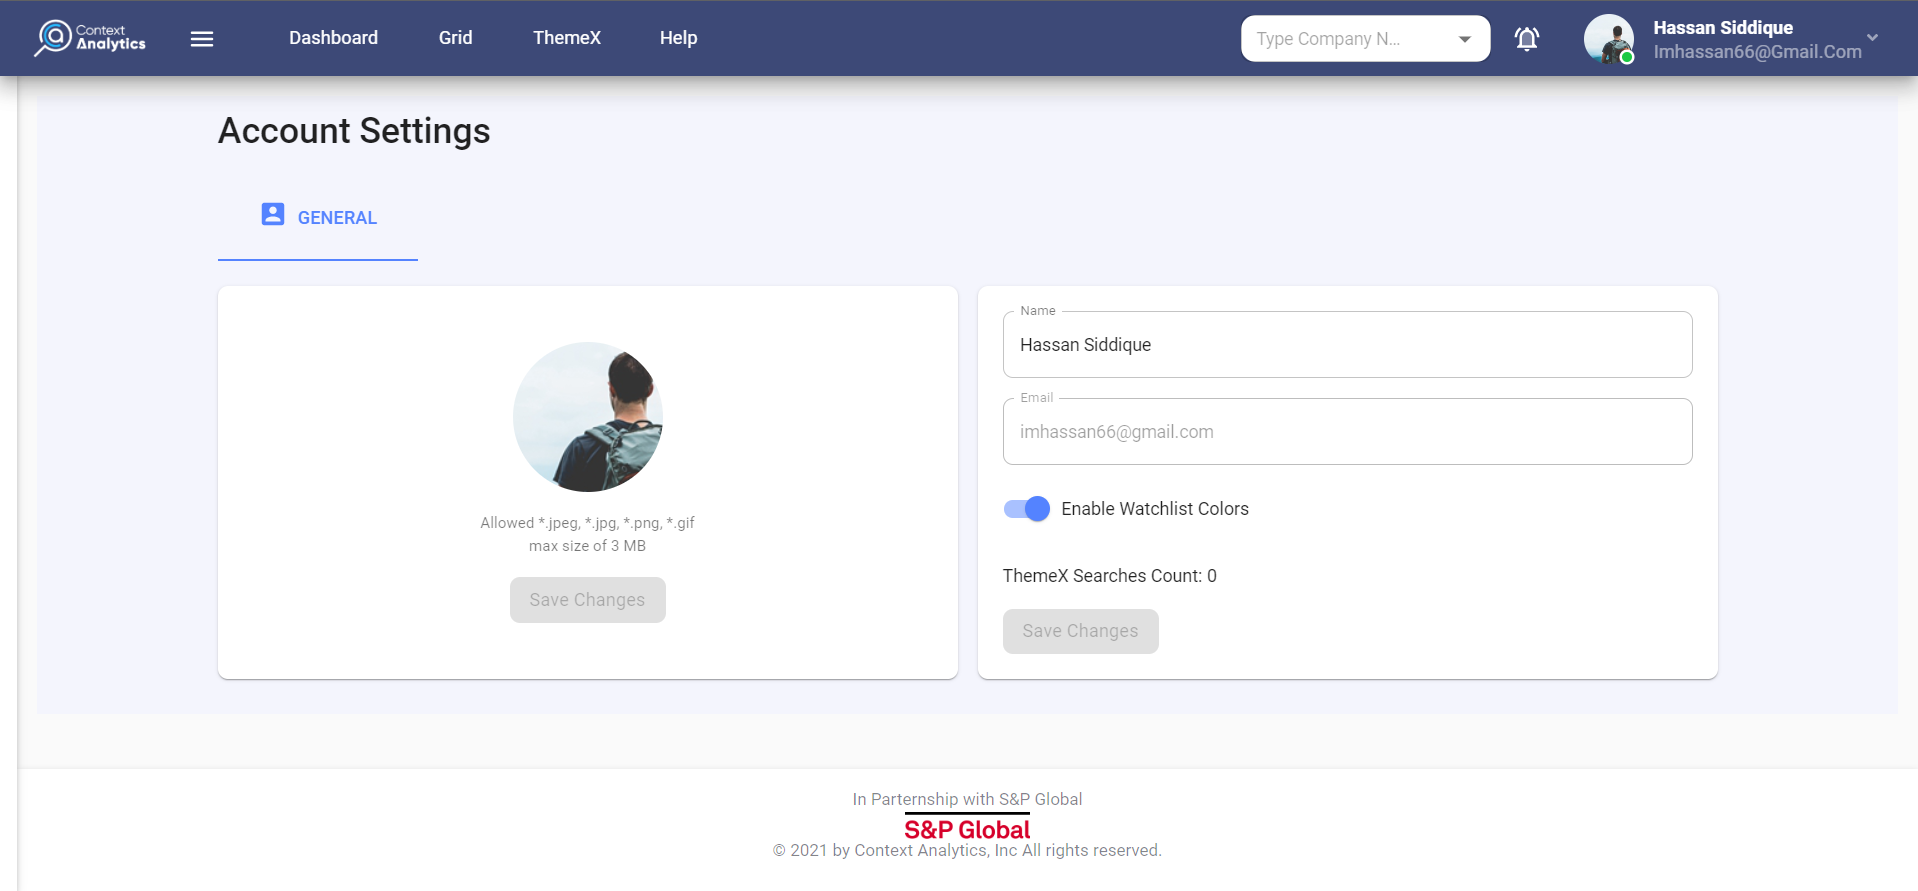 Context
Analytics
Dashboard
Grid
ThemeX
Help
Type Company N...
Hassan Siddique
Imhassan66@Gmail.Com
Account Settings
GENERAL
Allowed *.jpeg, *.jpg, *.png, *.gif
max size of 3 MB
Save Changes
Name
Hassan Siddique
Email
imhassan66@gmail.com
Enable Watchlist Colors
ThemeX Searches Count: 0
Save Changes
In Parternship with S&P Global
S&P Global
© 2021 by Context Analytics, Inc All rights reserved.